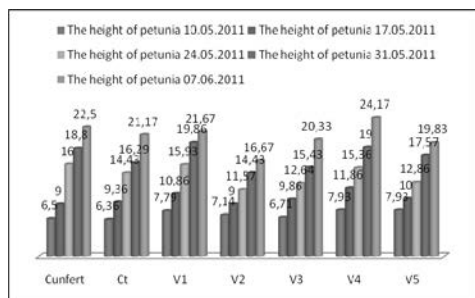 The height of petunia 10.05.2011 The height of petunia 17.05.2011
The height of petunia 24.05.2011 The height of petunia 31.05.2011
The height of petunia 07.06.2011
6,5 9 16 18,8 22,5
6,36 9,36 14,43 16,29 21,17
7,79 10,86 15,93 19,86 21,67
7,14 9 11,57 14,43 16,67
6,71 9,86 12,64 15,43 20,33
7,93 11,86 15,36 19 24,17
7,93 10 12,86 17,57 19,83
Cunfert Ct V1 V2 V3 V4 V5